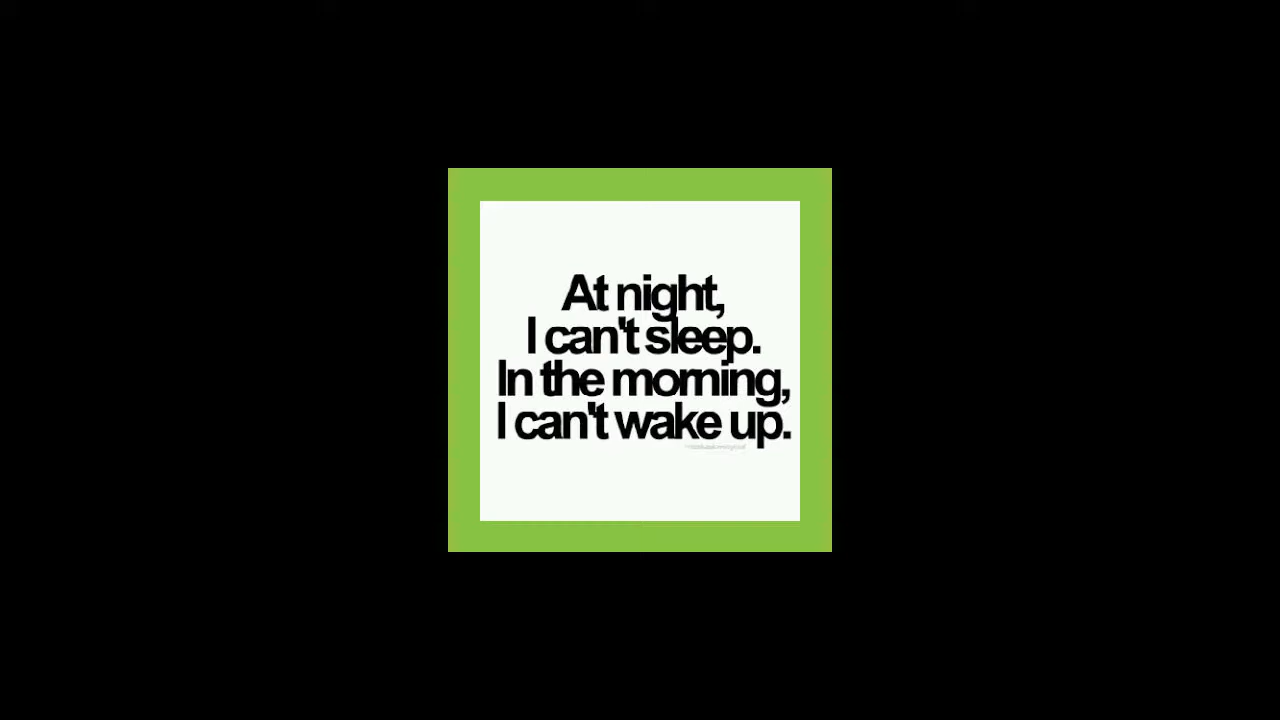 At night,
I can't sleep.
In the morning,
I can't wake up.